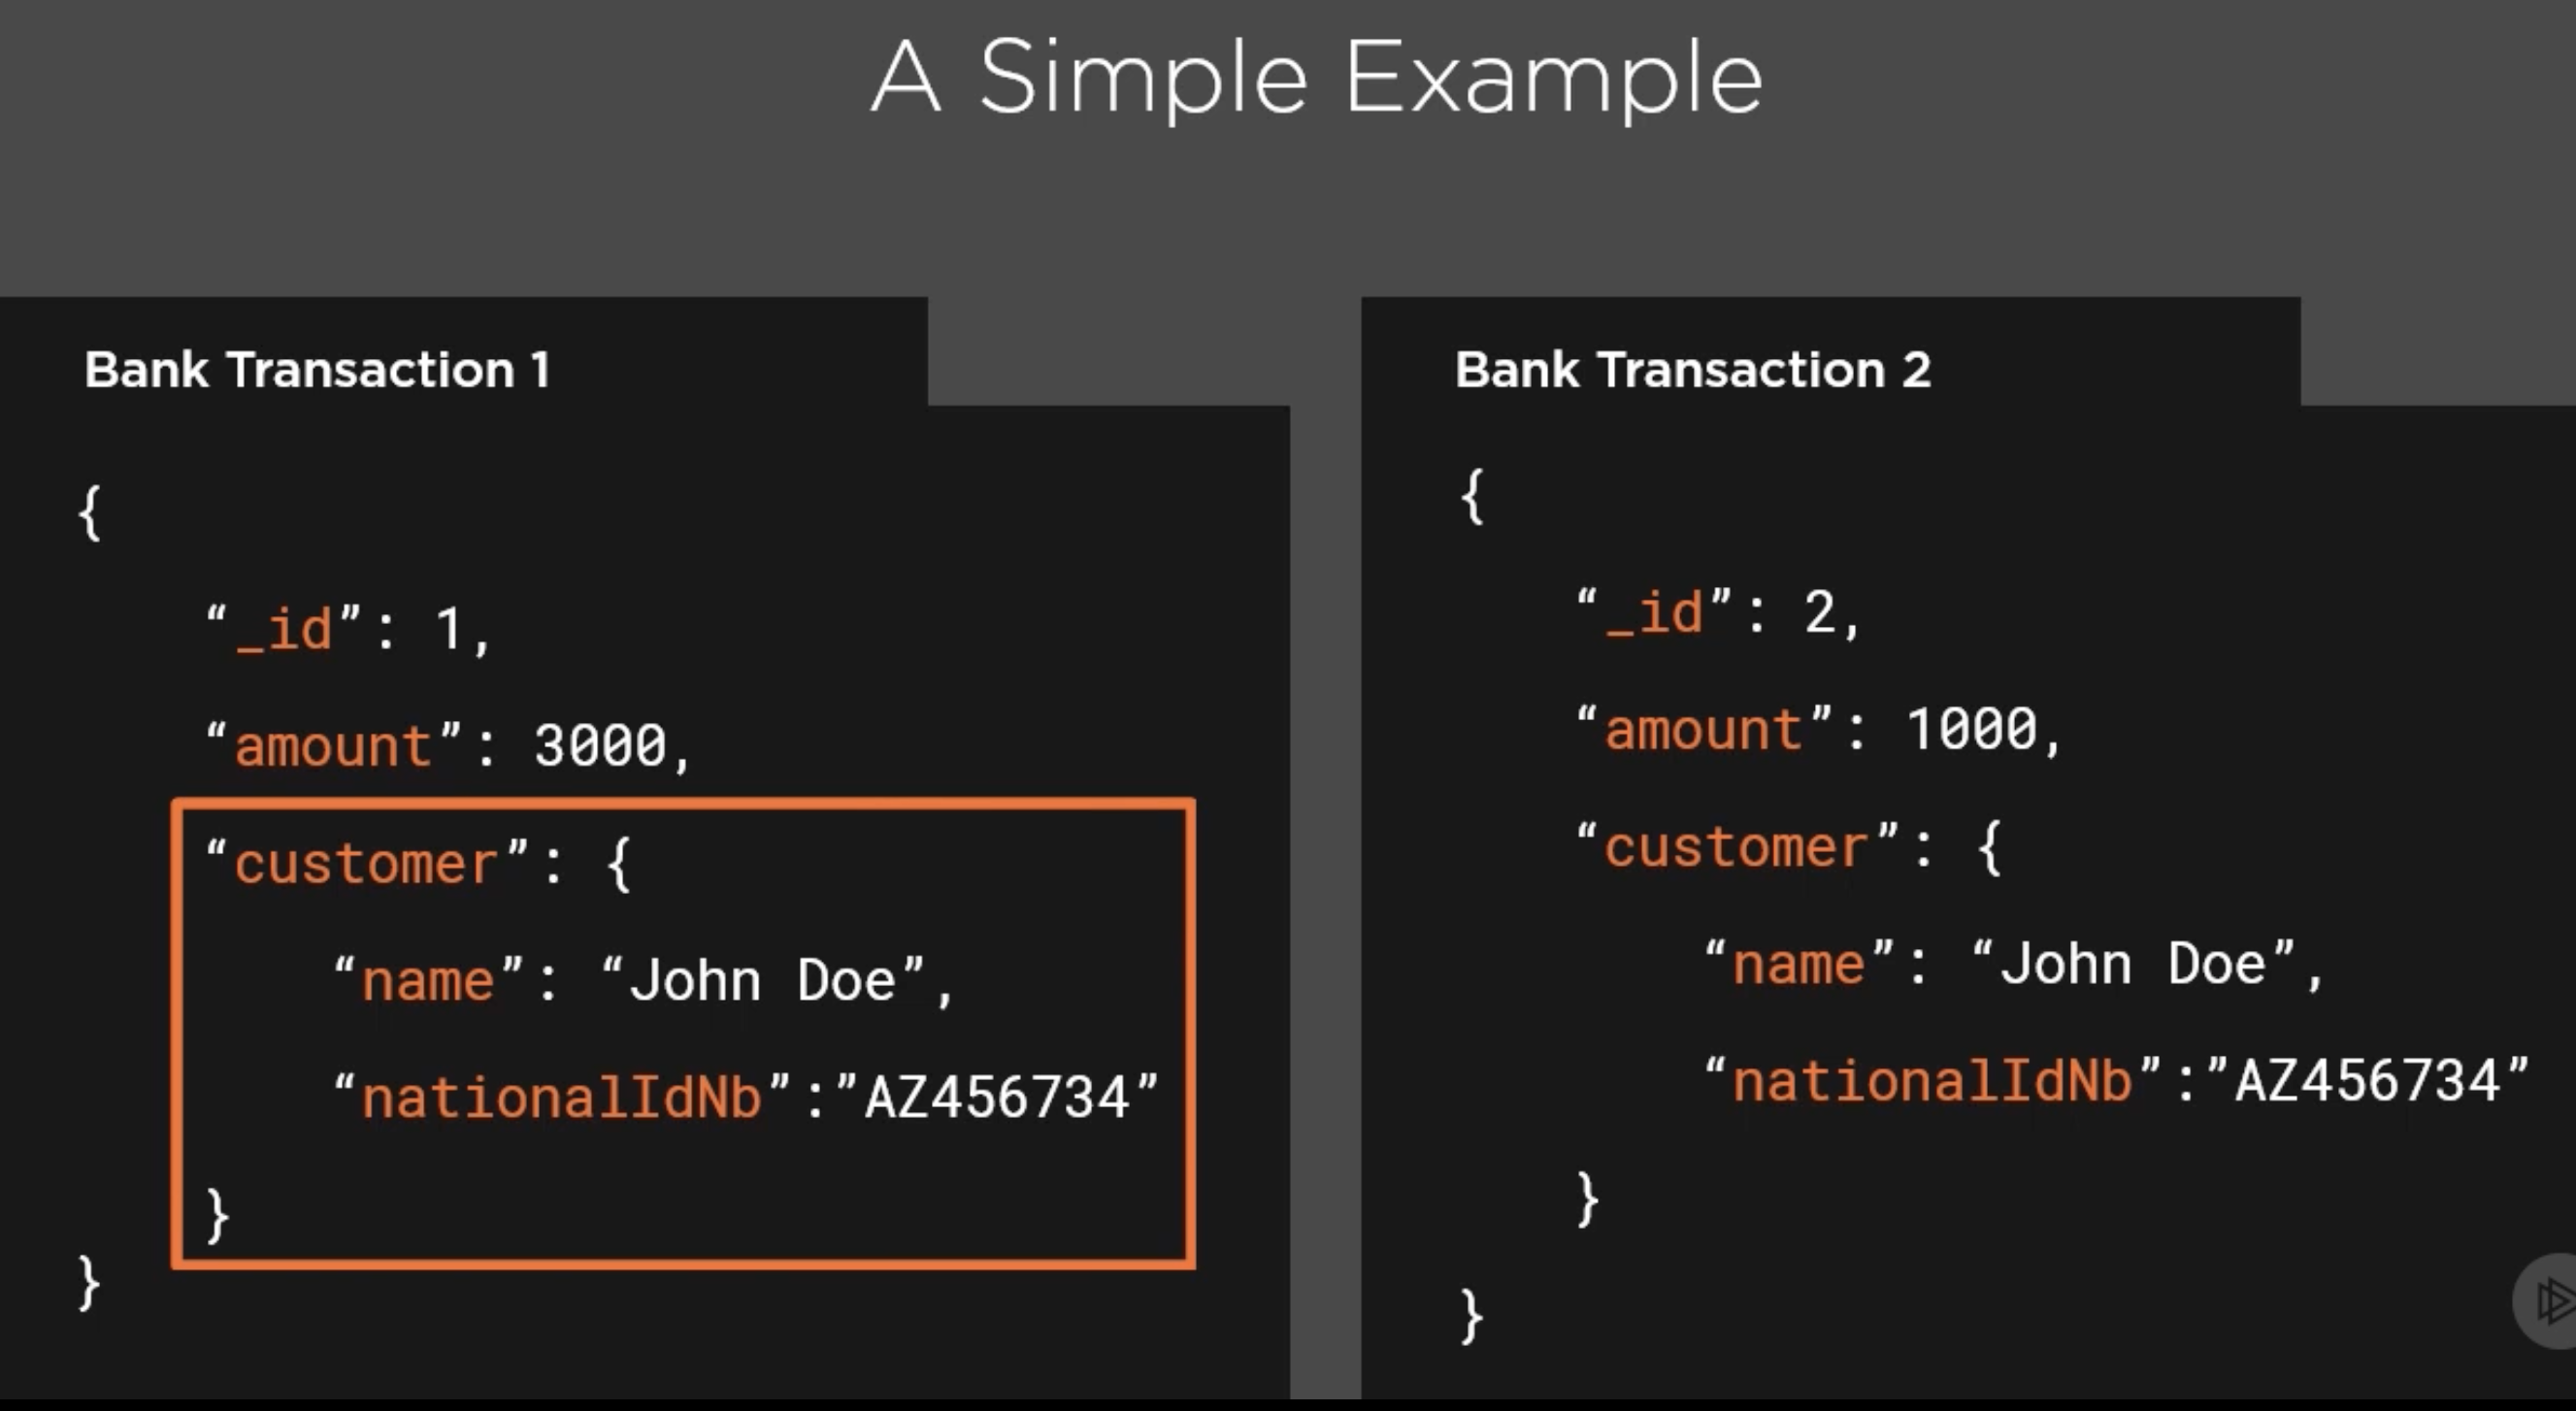 A Simple Example
Bank Transaction 1
{
“_id”: 1,
“amount”: 3000,
“customer”: {
“name”: “John Doe”,
“nationalIdNb”:”AZ456734”
}
}
Bank Transaction 2
{
“_id”: 2,
“amount”: 1000,
“customer”: {
“name”: “John Doe”,
“nationalIdNb”:”AZ456734”
}
}